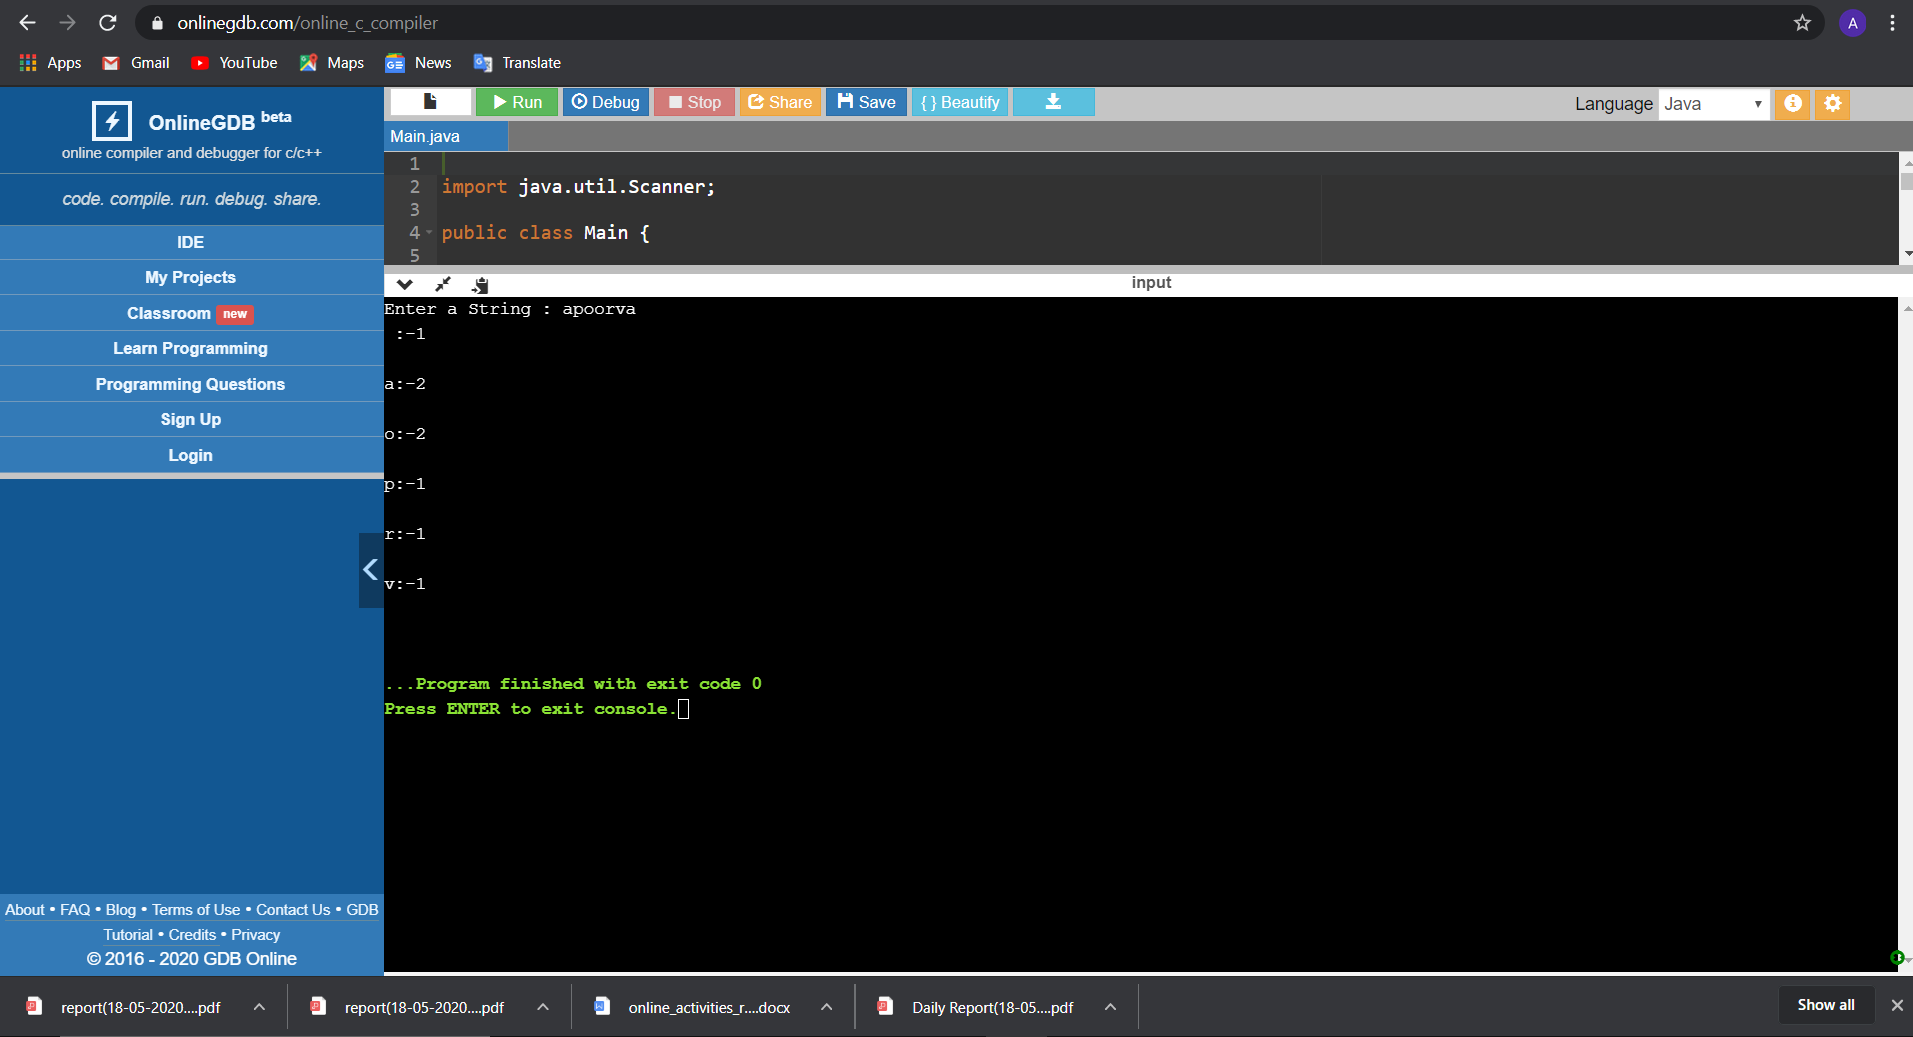 onlinegdb.com/online_c_compiler
A
Apps Gmail YouTube Maps News Translate
OnlineGDB beta
online compiler and debugger for c/c++
code. compile. run. debug. share.
IDE
My Projects
Classroom new
Learn Programming
Programming Questions
Sign Up
Login
About • FAQ • Blog • Terms of Use • Contact Us • GDB
Tutorial • Credits • Privacy
© 2016 - 2020 GDB Online
Run Debug Stop Share Save { } Beautify
Language Java
Main.java
1
2 import java.util.Scanner;
3
4 public class Main {
5
input
Enter a String : apoorva
:-1
a:-2
o:-2
p:-1
r:-1
v:-1
...Program finished with exit code 0
Press ENTER to exit console.
report(18-05-2020....pdf report(18-05-2020....pdf online_activities_r....docx Daily Report(18-05....pdf Show all